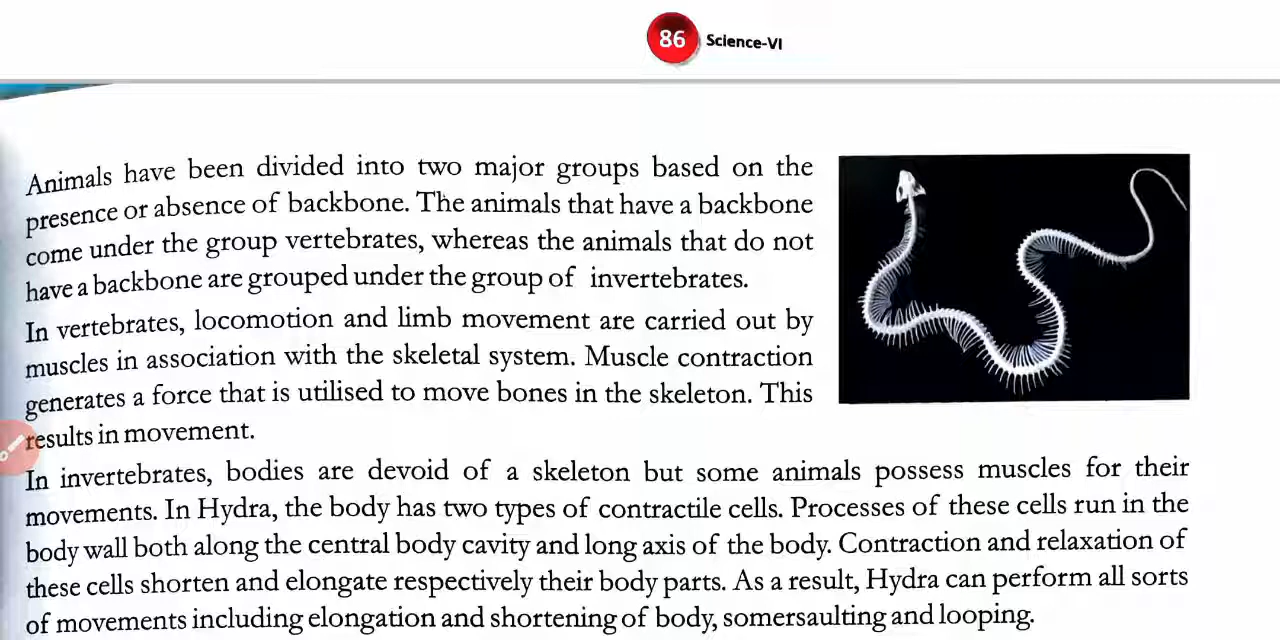 86 Science-VI
Animals have been divided into two major groups based on the
presence or absence of backbone. The animals that have a backbone
come under the group vertebrates, whereas the animals that do not
have a backbone are grouped under the group of invertebrates.
In vertebrates, locomotion and limb movement are carried out by
muscles in association with the skeletal system. Muscle contraction
generates a force that is utilised to move bones in the skeleton. This
results in movement.
In invertebrates, bodies are devoid of a skeleton but some animals possess muscles for their
movements. In Hydra, the body has two types of contractile cells. Processes of these cells run in the
body wall both along the central body cavity and long axis of the body. Contraction and relaxation of
these cells shorten and elongate respectively their body parts. As a result, Hydra can perform all sorts
of movements including elongation and shortening of body, somersaulting and looping.